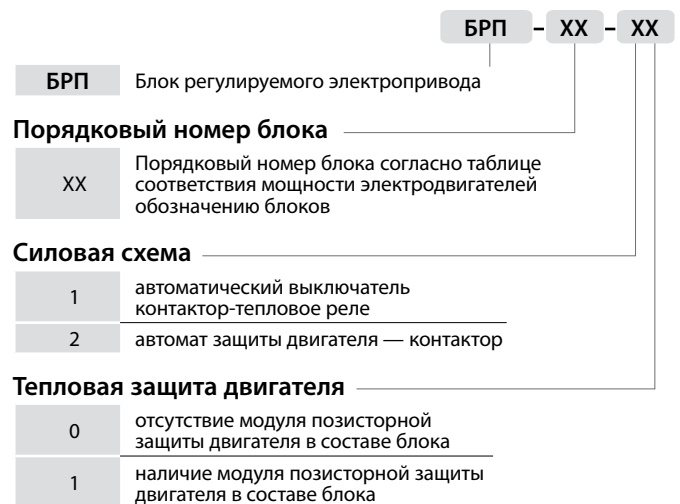 БРП – XX – XX
БРП Блок регулируемого электропривода
Порядковый номер блока
XX
Порядковый номер блока согласно таблице
соответствия мощности электродвигателей
обозначению блоков
Силовая схема
1
автоматический выключатель
контактор-тепловое реле
2 автомат защиты двигателя — контактор
Тепловая защита двигателя
0
отсутствие модуля позисторной
защиты двигателя в составе блока
1
наличие модуля позисторной защиты
двигателя в составе блока